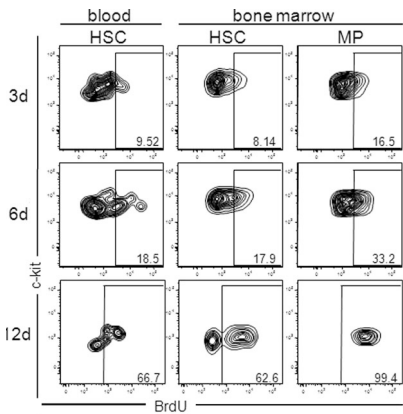 blood bone marrow
HSC HSC MP
3d
9.52 8.14 16.5
6d
18.5 17.9 33.2
c-kit
12d
66.7 62.6 99.4
BrdU